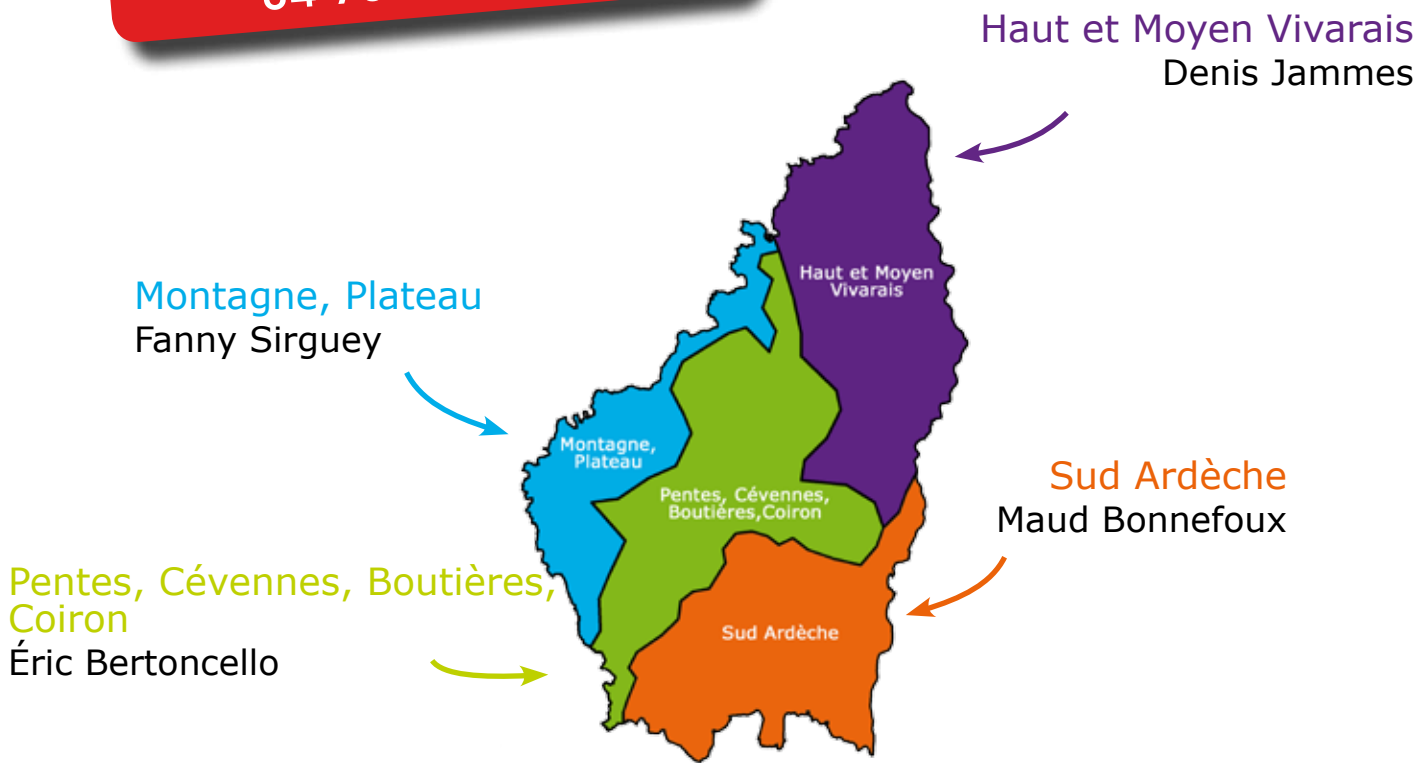 Haut et Moyen Vivarais
Denis Jammes
Haut et Moyen
Vivarais
Montagne, Plateau
Fanny Sirguey
Montagne,
Plateau
Pentes, Cévennes,
Boutières,Coiron
Sud Ardèche
Maud Bonnefoux
Pentes, Cévennes, Boutières,
Coiron
Éric Bertoncello
Sud Ardèche